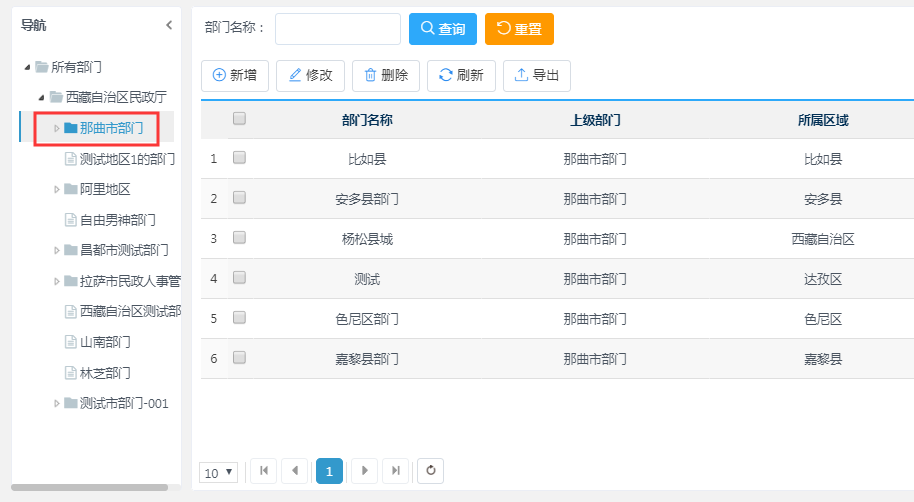 导航
所有部门
西藏自治区民政厅
那曲市部门
测试地区1的部门
阿里地区
自由男神部门
昌都市测试部门
拉萨市民政人事管
西藏自治区测试部
山南部门
林芝部门
测试市部门-001
部门名称： 查询 重置
新增 修改 删除 刷新 导出
部门名称 上级部门 所属区域
1 比如县 那曲市部门 比如县
2 安多县部门 那曲市部门 安多县
3 杨松县城 那曲市部门 西藏自治区
4 测试 那曲市部门 达孜区
5 色尼区部门 那曲市部门 色尼区
6 嘉黎县部门 那曲市部门 嘉黎县
10 1